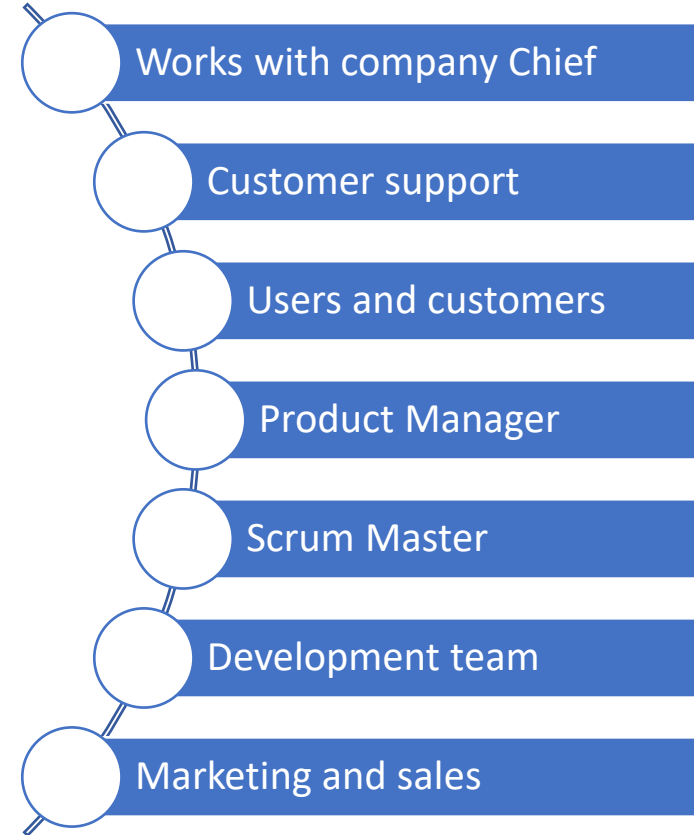 Works with company Chief
Customer support
Users and customers
Product Manager
Scrum Master
Development team
Marketing and sales